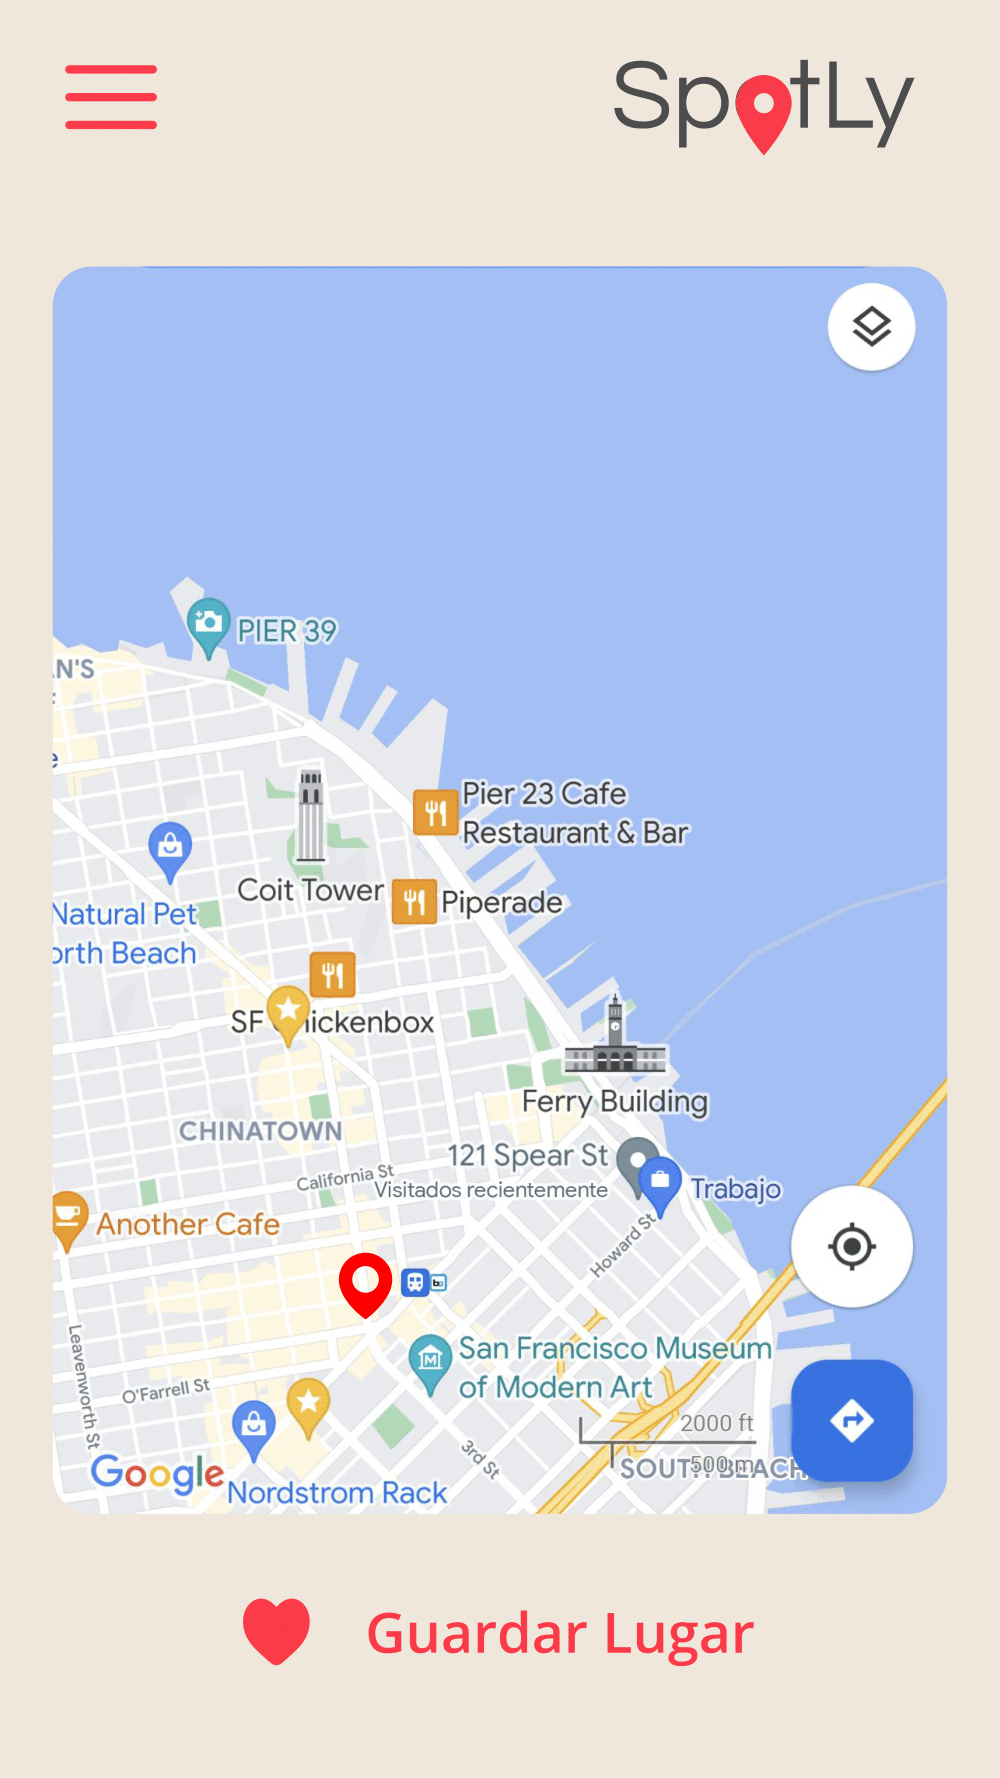 SpotLy
PIER 39
N'S
Pier 23 Cafe
Restaurant & Bar
Coit Tower
Piperade
Natural Pet
orth Beach
SF hickenbox
Ferry Building
CHINATOWN
121 Spear St
California St
Visitados recientemente
Trabajo
Another Cafe
Howard St
San Francisco Museum
of Modern Art
Leavenworth St
O'Farrell St
2000 ft
3rd St
500 m
SOUTH BEACH
Google
Nordstrom Rack
Guardar Lugar